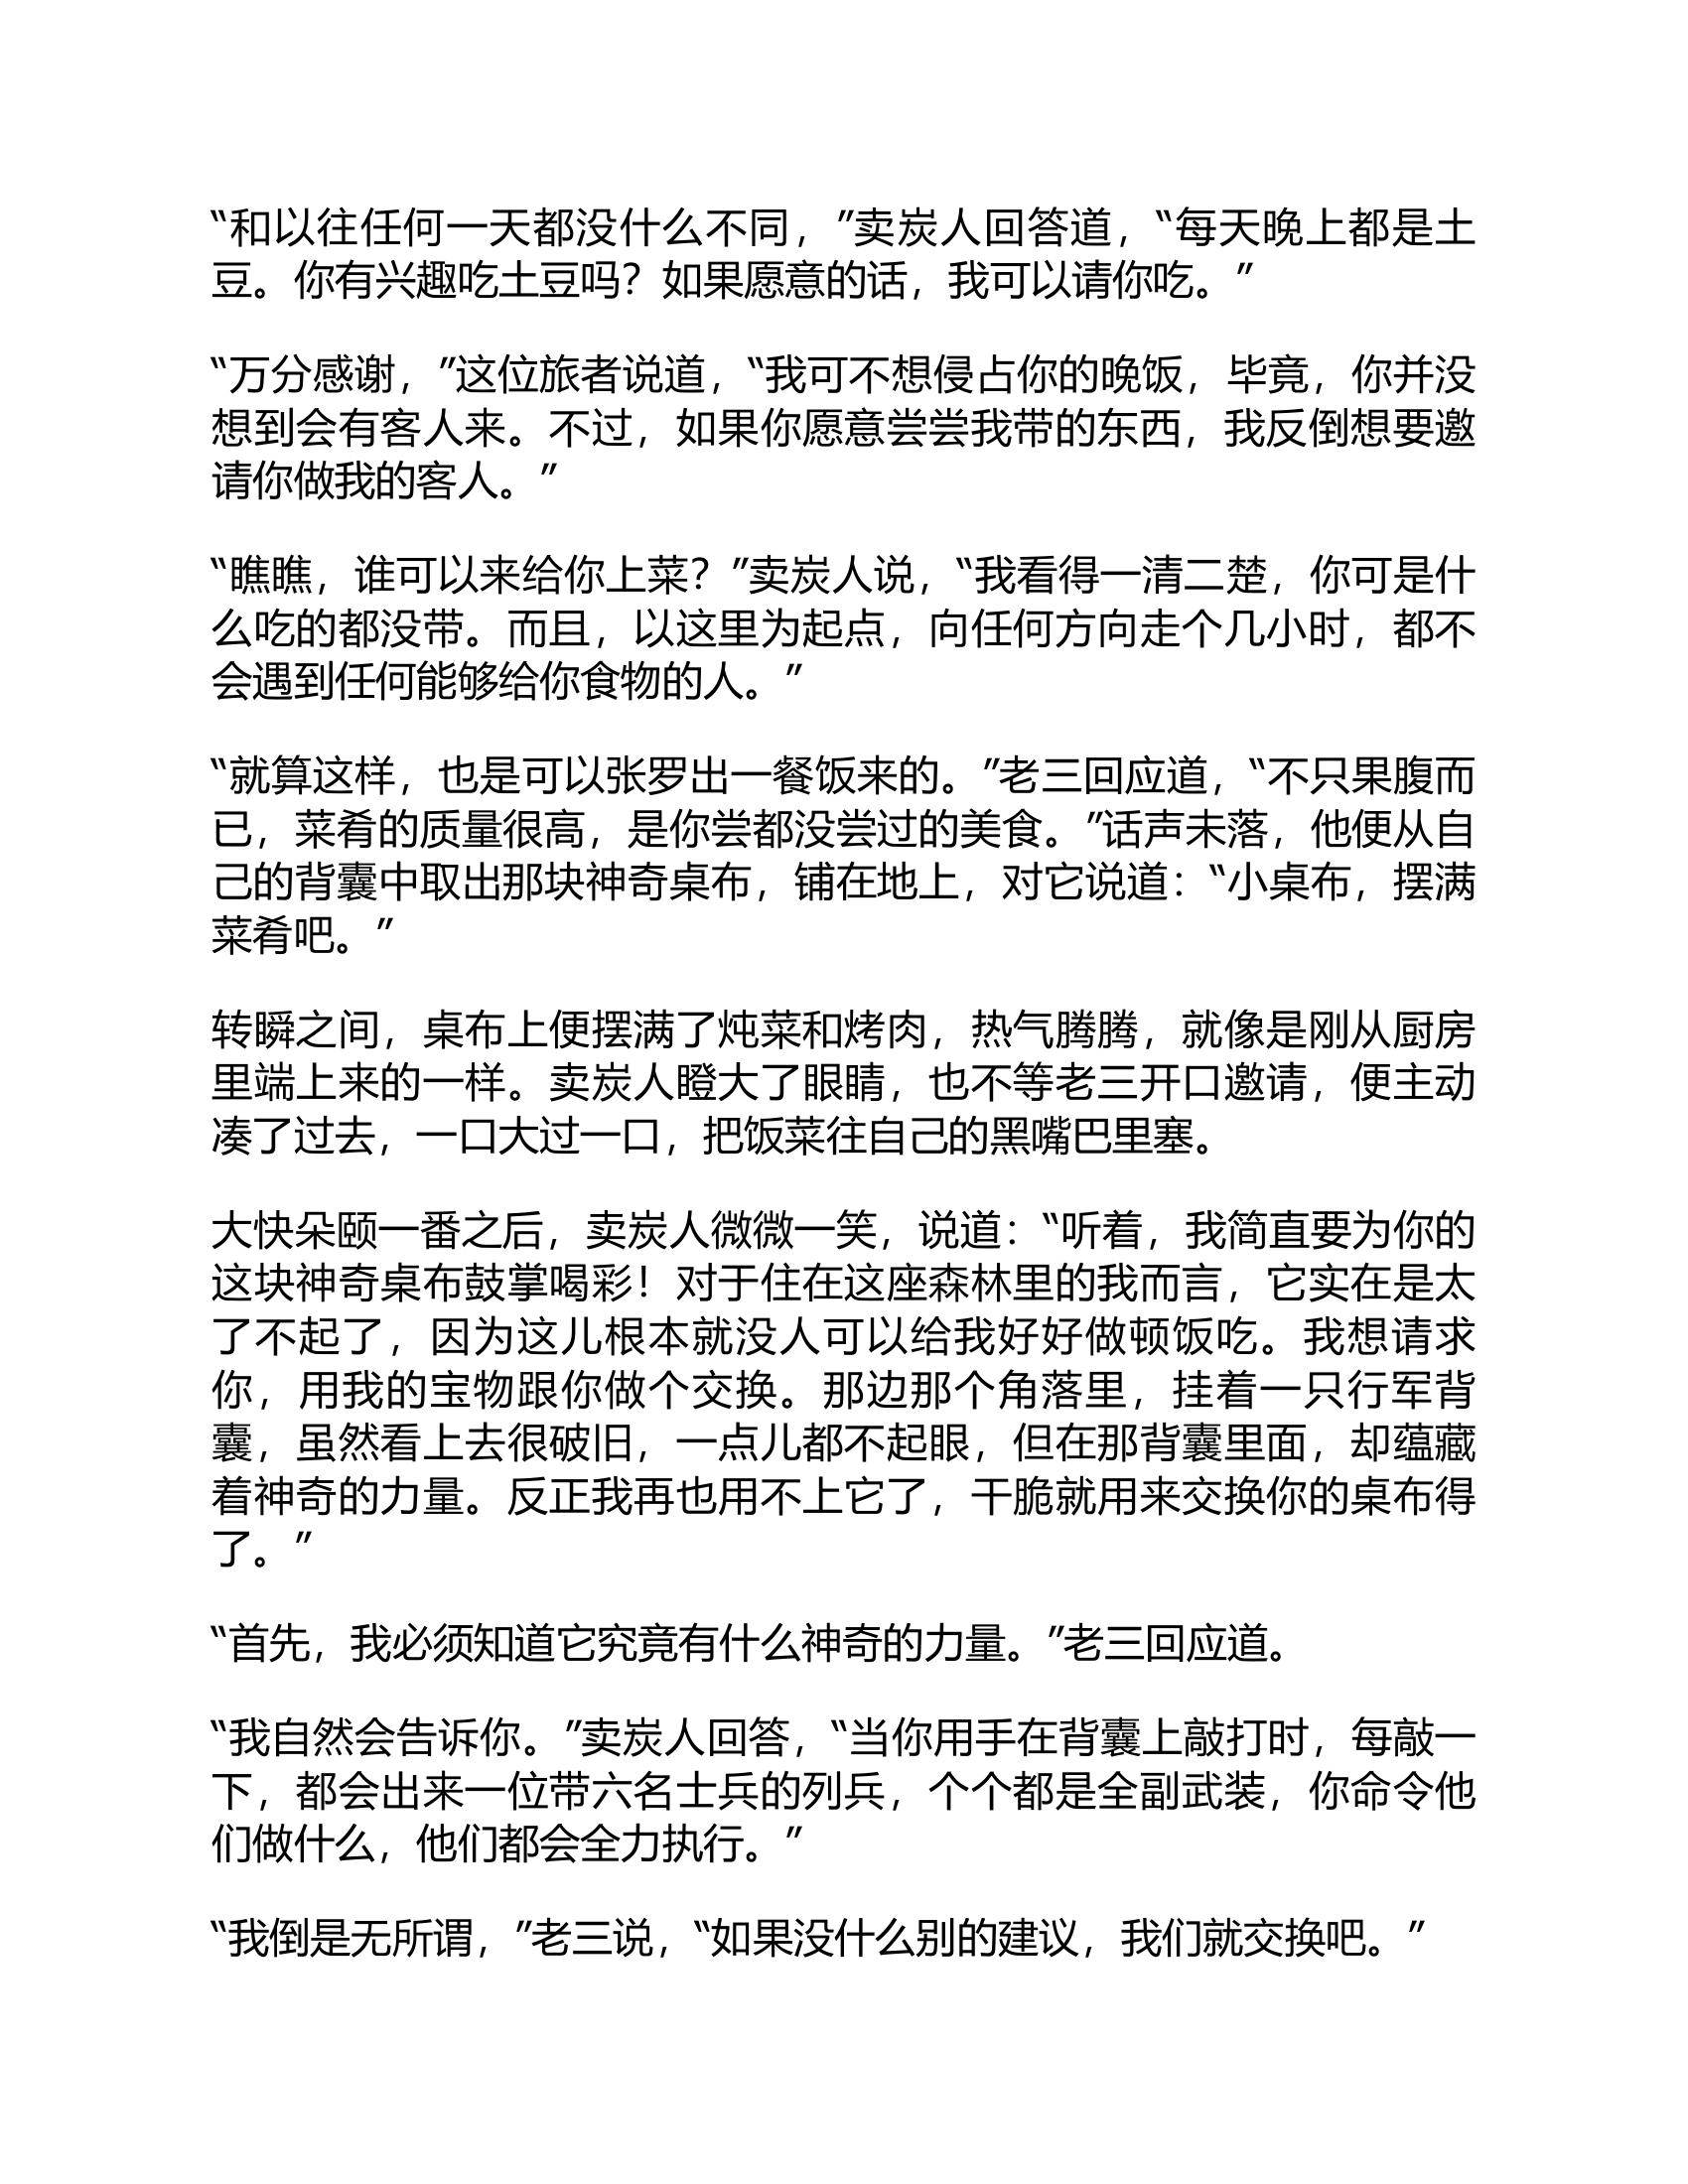 “和以往任何一天都没什么不同，”卖炭人回答道，“每天晚上都是土
豆。你有兴趣吃土豆吗？如果愿意的话，我可以请你吃。”
“万分感谢，”这位旅者说道，“我可不想侵占你的晚饭，毕竟，你并没
想到会有客人来。不过，如果你愿意尝尝我带的东西，我反倒想要邀
请你做我的客人。”
“瞧瞧，谁可以来给你上菜？”卖炭人说，“我看得一清二楚，你可是什
么吃的都没带。而且，以这里为起点，向任何方向走个几小时，都不
会遇到任何能够给你食物的人。”
“就算这样，也是可以张罗出一餐饭来的。”老三回应道，“不只果腹而
已，菜肴的质量很高，是你尝都没尝过的美食。”话声未落，他便从自
己的背囊中取出那块神奇桌布，铺在地上，对它说道：“小桌布，摆满
菜肴吧。”
转瞬之间，桌布上便摆满了炖菜和烤肉，热气腾腾，就像是刚从厨房
里端上来的一样。卖炭人瞪大了眼睛，也不等老三开口邀请，便主动
凑了过去，一口大过一口，把饭菜往自己的黑嘴巴里塞。
大快朵颐一番之后，卖炭人微微一笑，说道：“听着，我简直要为你的
这块神奇桌布鼓掌喝彩！对于住在这座森林里的我而言，它实在是太
了不起了，因为这儿根本就没人可以给我好好做顿饭吃。我想请求
你，用我的宝物跟你做个交换。那边那个角落里，挂着一只行军背
囊，虽然看上去很破旧，一点儿都不起眼，但在那背囊里面，却蕴藏
着神奇的力量。反正我再也用不上它了，干脆就用来交换你的桌布得
了。”
“首先，我必须知道它究竟有什么神奇的力量。”老三回应道。
“我自然会告诉你。”卖炭人回答，“当你用手在背囊上敲打时，每敲一
下，都会出来一位带六名士兵的列兵，个个都是全副武装，你命令他
们做什么，他们都会全力执行。”
“我倒是无所谓，”老三说，“如果没什么别的建议，我们就交换吧。”